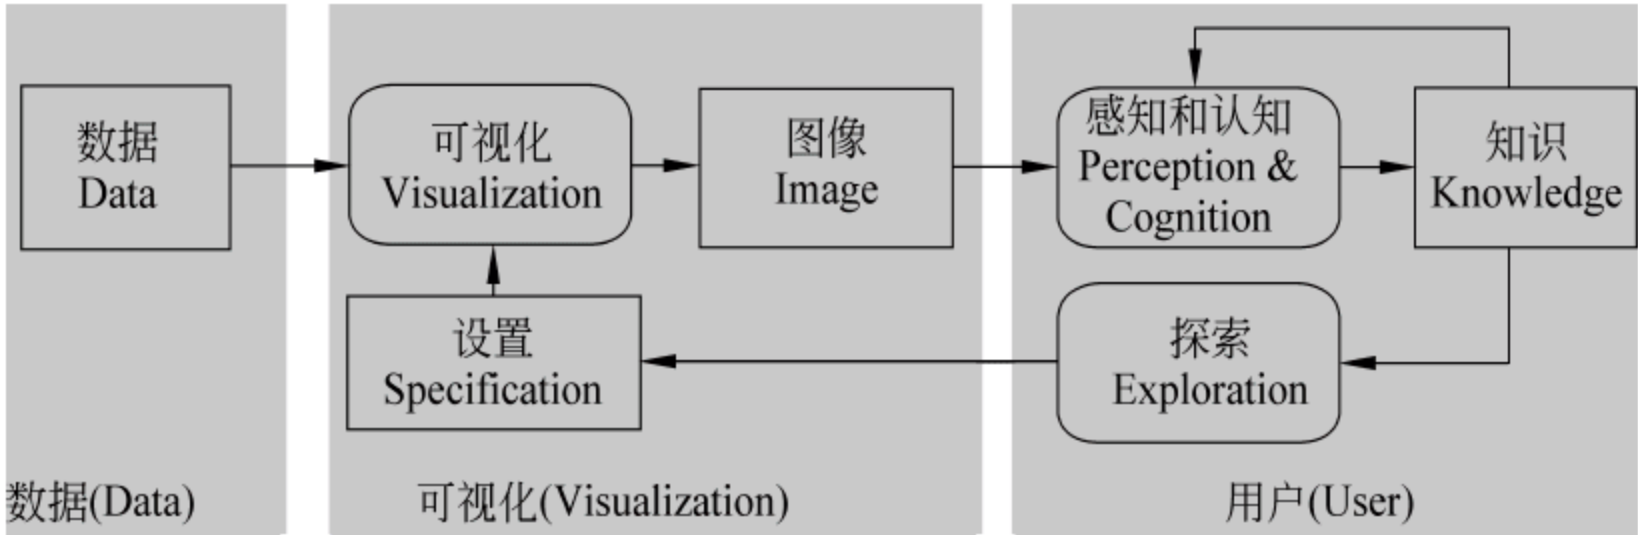 数据
Data
可视化
Visualization
图像
Image
感知和认知
Perception &
Cognition
知识
Knowledge
设置
Specification
探索
Exploration
数据(Data)
可视化(Visualization)
用户(User)